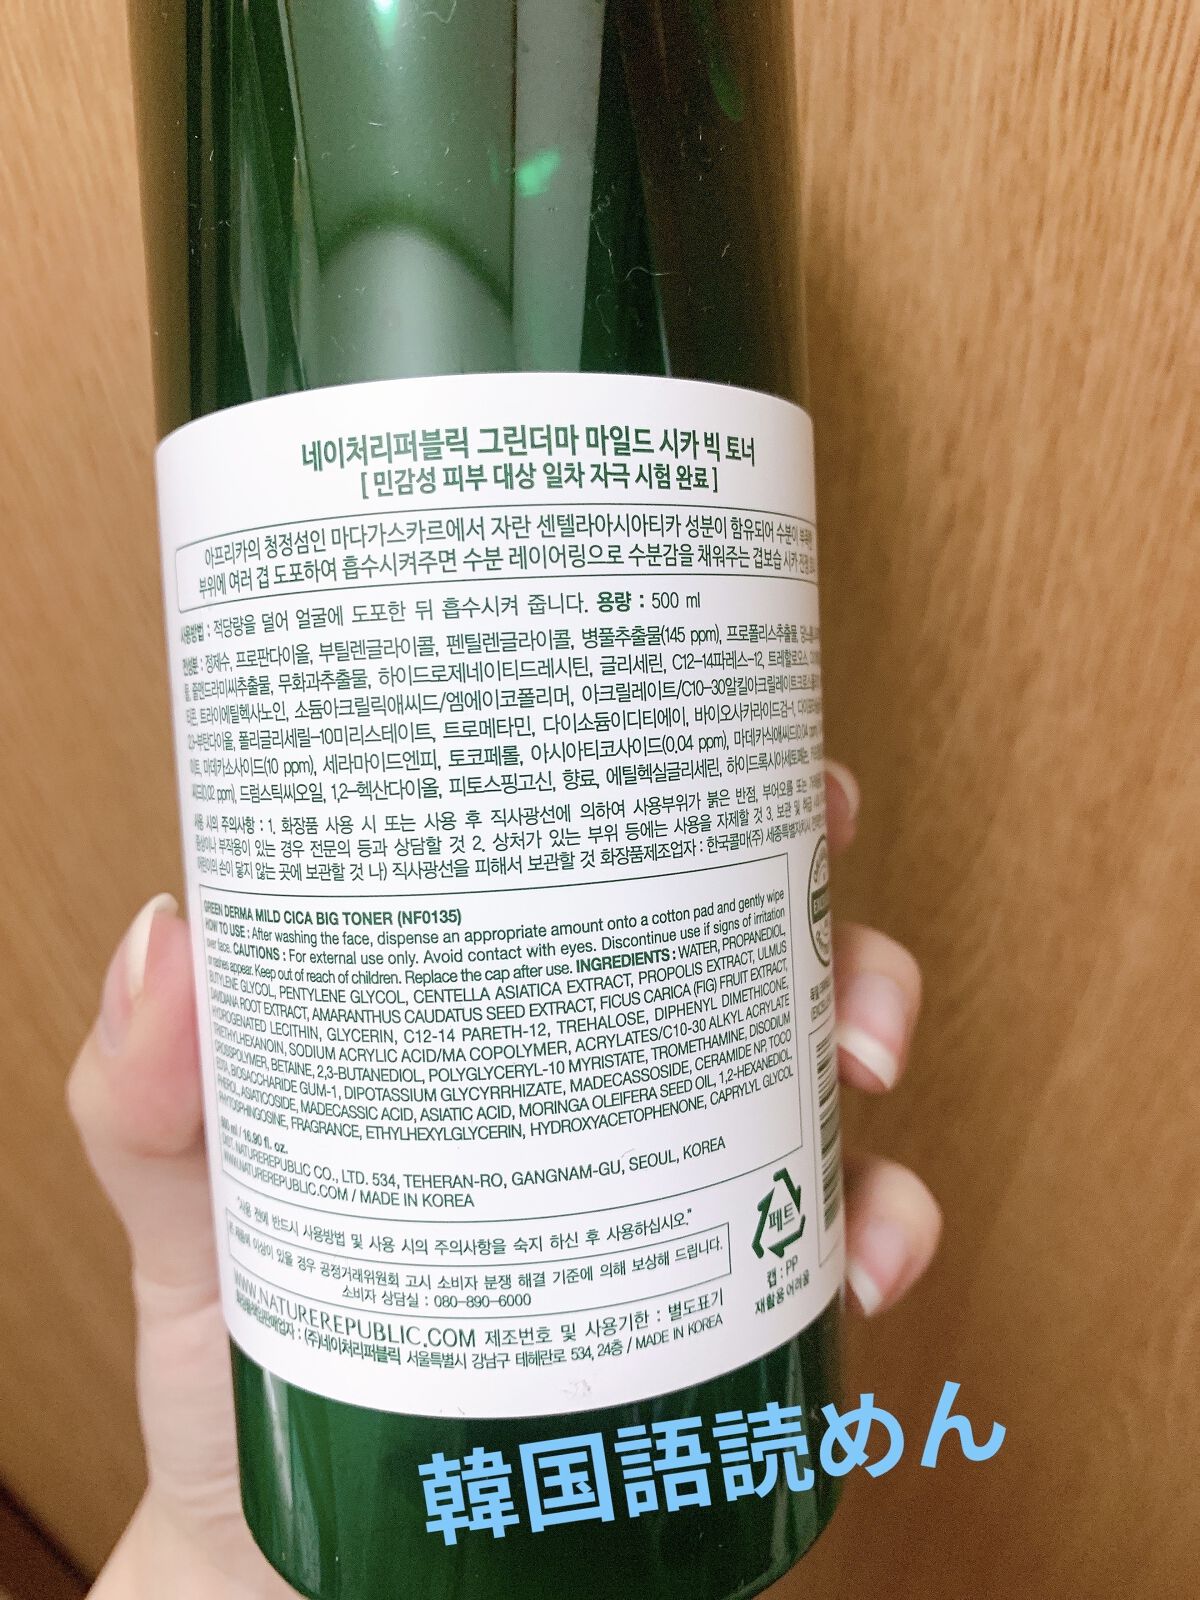 네이처리퍼블릭 그린더마 마일드 시카 빅 토너
[ 민감성 피부 대상 일차 자극 시험 완료 ]
아프리카의 청정섬인 마다가스카르에서 자란 센텔라아시아티카 성분이 함유되어 수분이 부족한
부위에 여러 겹 도포하여 흡수시켜주면 수분 레이어링으로 수분감을 채워주는 겹보습 시카 진정
사용방법 : 적당량을 덜어 얼굴에 도포한 뒤 흡수시켜 줍니다. 용량 : 500 ml
전성분 : 정제수, 프로판다이올, 부틸렌글라이콜, 펜틸렌글라이콜, 병풀추출물(145 ppm), 프로폴리스추출물,
줄맨드라미씨추출물, 무화과추출물, 하이드로제네이티드레시틴, 글리세린, C12-14파레스-12, 트레할로오스,
트라이에틸헥사노인, 소듐아크릴릭애씨드/엠에이코폴리머, 아크릴레이트/C10-30알킬아크릴레이트
2,3-부탄다이올, 폴리글리세릴-10미리스테이트, 트로메타민, 다이소듐이디티에이, 바이오사카라이드검-1,
마데카소사이드(10 ppm), 세라마이드엔피, 토코페롤, 아시아티코사이드(0.04 ppm), 마데카식애씨드
(0.02 ppm), 드럼스틱씨오일, 1,2-헥산다이올, 피토스핑고신, 향료, 에틸헥실글리세린, 하이드록시아세토페논,
사용 시의 주의사항 : 1. 화장품 사용 시 또는 사용 후 직사광선에 의하여 사용부위가 붉은 반점, 부어오름 또는
증상이나 부작용이 있는 경우 전문의 등과 상담할 것 2. 상처가 있는 부위 등에는 사용을 자제할 것 3. 보관 및 취급
어린이의 손이 닿지 않는 곳에 보관할 것 나) 직사광선을 피해서 보관할 것 화장품제조업자 : 한국콜마(주) 세종특별자치시
GREEN DERMA MILD CICA BIG TONER (NF0135)
HOW TO USE : After washing the face, dispense an appropriate amount onto a cotton pad and gently wipe
over face. CAUTIONS : For external use only. Avoid contact with eyes. Discontinue use if signs of irritation
or rashes appear. Keep out of reach of children. Replace the cap after use. INGREDIENTS : WATER, PROPANEDIOL,
BUTYLENE GLYCOL, PENTYLENE GLYCOL, CENTELLA ASIATICA EXTRACT, PROPOLIS EXTRACT, ULMUS
DAVIDIANA ROOT EXTRACT, AMARANTHUS CAUDATUS SEED EXTRACT, FICUS CARICA (FIG) FRUIT EXTRACT,
HYDROGENATED LECITHIN, GLYCERIN, C12-14 PARETH-12, TREHALOSE, DIPHENYL DIMETHICONE,
TRIETHYLHEXANOIN, SODIUM ACRYLIC ACID/MA COPOLYMER, ACRYLATES/C10-30 ALKYL ACRYLATE
CROSSPOLYMER, BETAINE, 2,3-BUTANEDIOL, POLYGLYCERYL-10 MYRISTATE, TROMETHAMINE, DISODIUM
EDTA, BIOSACCHARIDE GUM-1, DIPOTASSIUM GLYCYRRHIZATE, MADECASSOSIDE, CERAMIDE NP, TOCO
PHEROL, ASIATICOSIDE, MADECASSIC ACID, ASIATIC ACID, MORINGA OLEIFERA SEED OIL, 1,2-HEXANEDIOL,
PHYTOSPHINGOSINE, FRAGRANCE, ETHYLHEXYLGLYCERIN, HYDROXYACETOPHENONE, CAPRYLYL GLYCOL
500 ml / 16.90 fl. oz.
DIST. NATUREREPUBLIC CO., LTD. 534, TEHERAN-RO, GANGNAM-GU, SEOUL, KOREA
WWW.NATUREREPUBLIC.COM / MADE IN KOREA
"사용 전에 반드시 사용방법 및 사용 시의 주의사항을 숙지 하신 후 사용하십시오."
본 제품에 이상이 있을 경우 공정거래위원회 고시 소비자 분쟁 해결 기준에 의해 보상해 드립니다.
소비자 상담실 : 080-890-6000
WWW.NATUREREPUBLIC.COM 제조번호 및 사용기한 : 별도표기
화장품책임판매업자 : (주)네이처리퍼블릭 서울특별시 강남구 테헤란로 534, 24층 / MADE IN KOREA
페트
캡 : PP
재활용 어려움
韓国語読めん